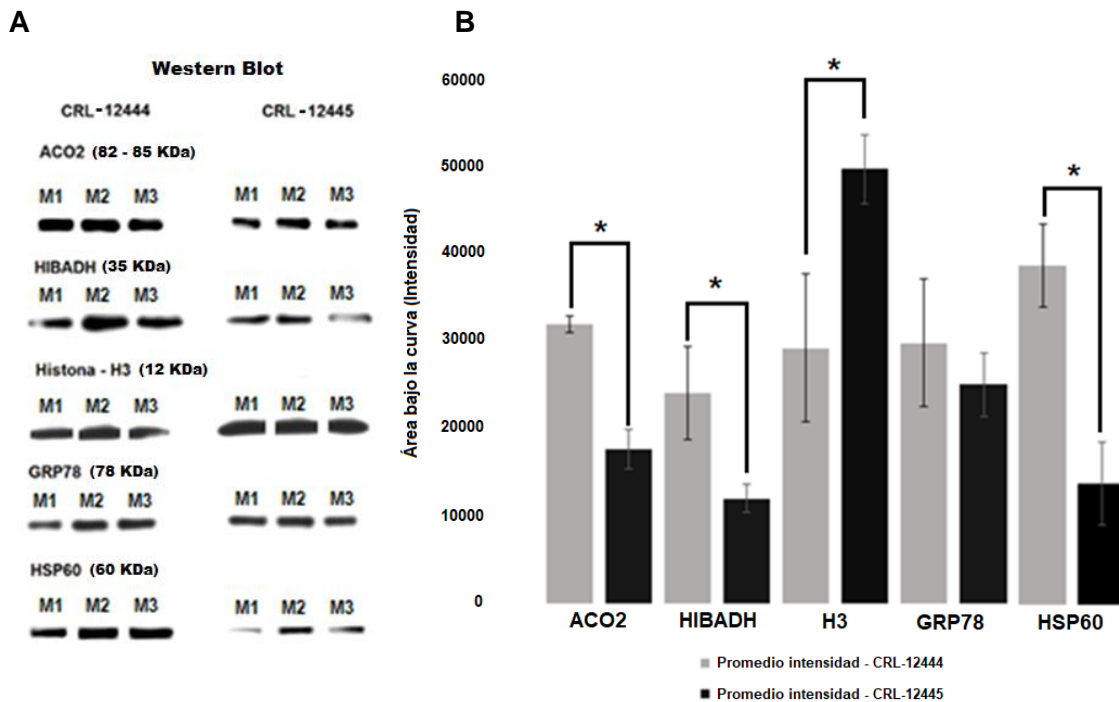 A
Western Blot
CRL-12444 CRL-12445
ACO2 (82 - 85 KDa)
M1 M2 M3 M1 M2 M3
HIBADH (35 KDa)
M1 M2 M3 M1 M2 M3
Histona - H3 (12 KDa)
M1 M2 M3 M1 M2 M3
GRP78 (78 KDa)
M1 M2 M3 M1 M2 M3
HSP60 (60 KDa)
M1 M2 M3 M1 M2 M3
B
Área bajo la curva (Intensidad)
60000
50000
40000
30000
20000
10000
0
* * * *
ACO2 HIBADH H3 GRP78 HSP60
Promedio intensidad - CRL-12444
Promedio intensidad - CRL-12445